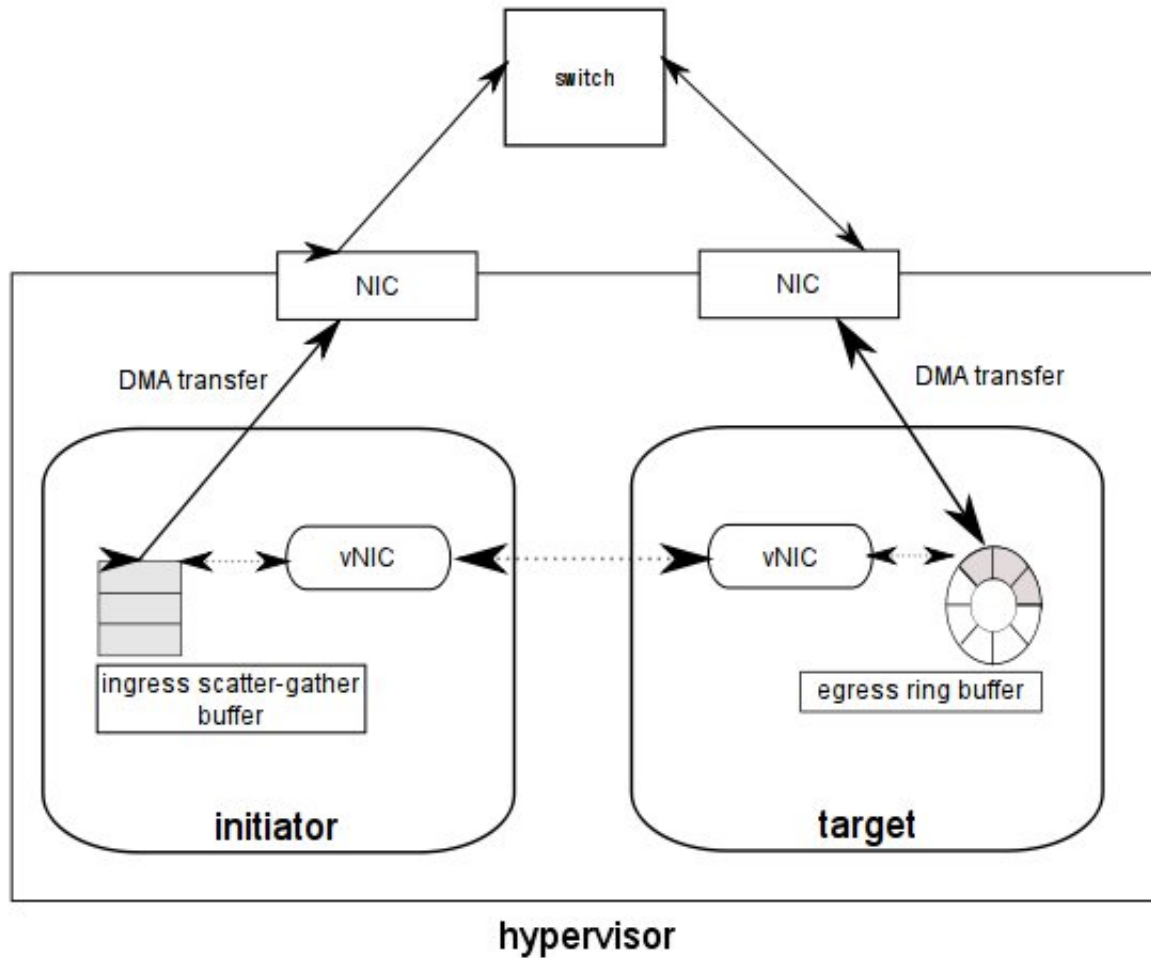 switch
NIC
NIC
DMA transfer
DMA transfer
vNIC
vNIC
ingress scatter-gather
buffer
egress ring buffer
initiator
target
hypervisor